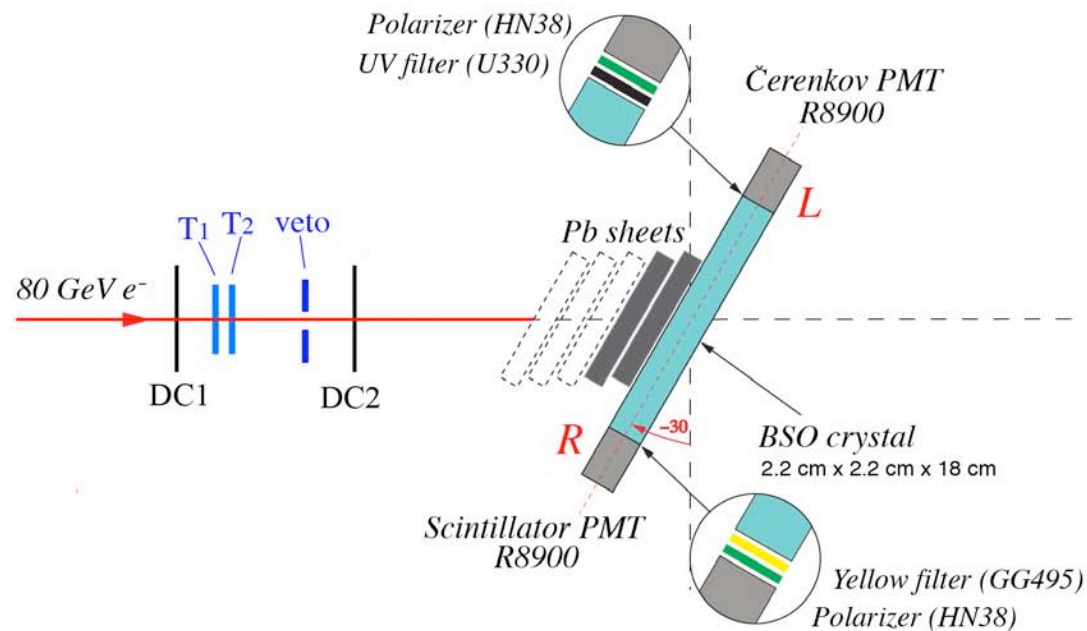 Polarizer (HN38)
UV filter (U330)
Čerenkov PMT
R8900
L
T1
T2
veto
Pb sheets
80 GeV e-
DC1
DC2
-30
R
BSO crystal
2.2 cm x 2.2 cm x 18 cm
Scintillator PMT
R8900
Yellow filter (GG495)
Polarizer (HN38)